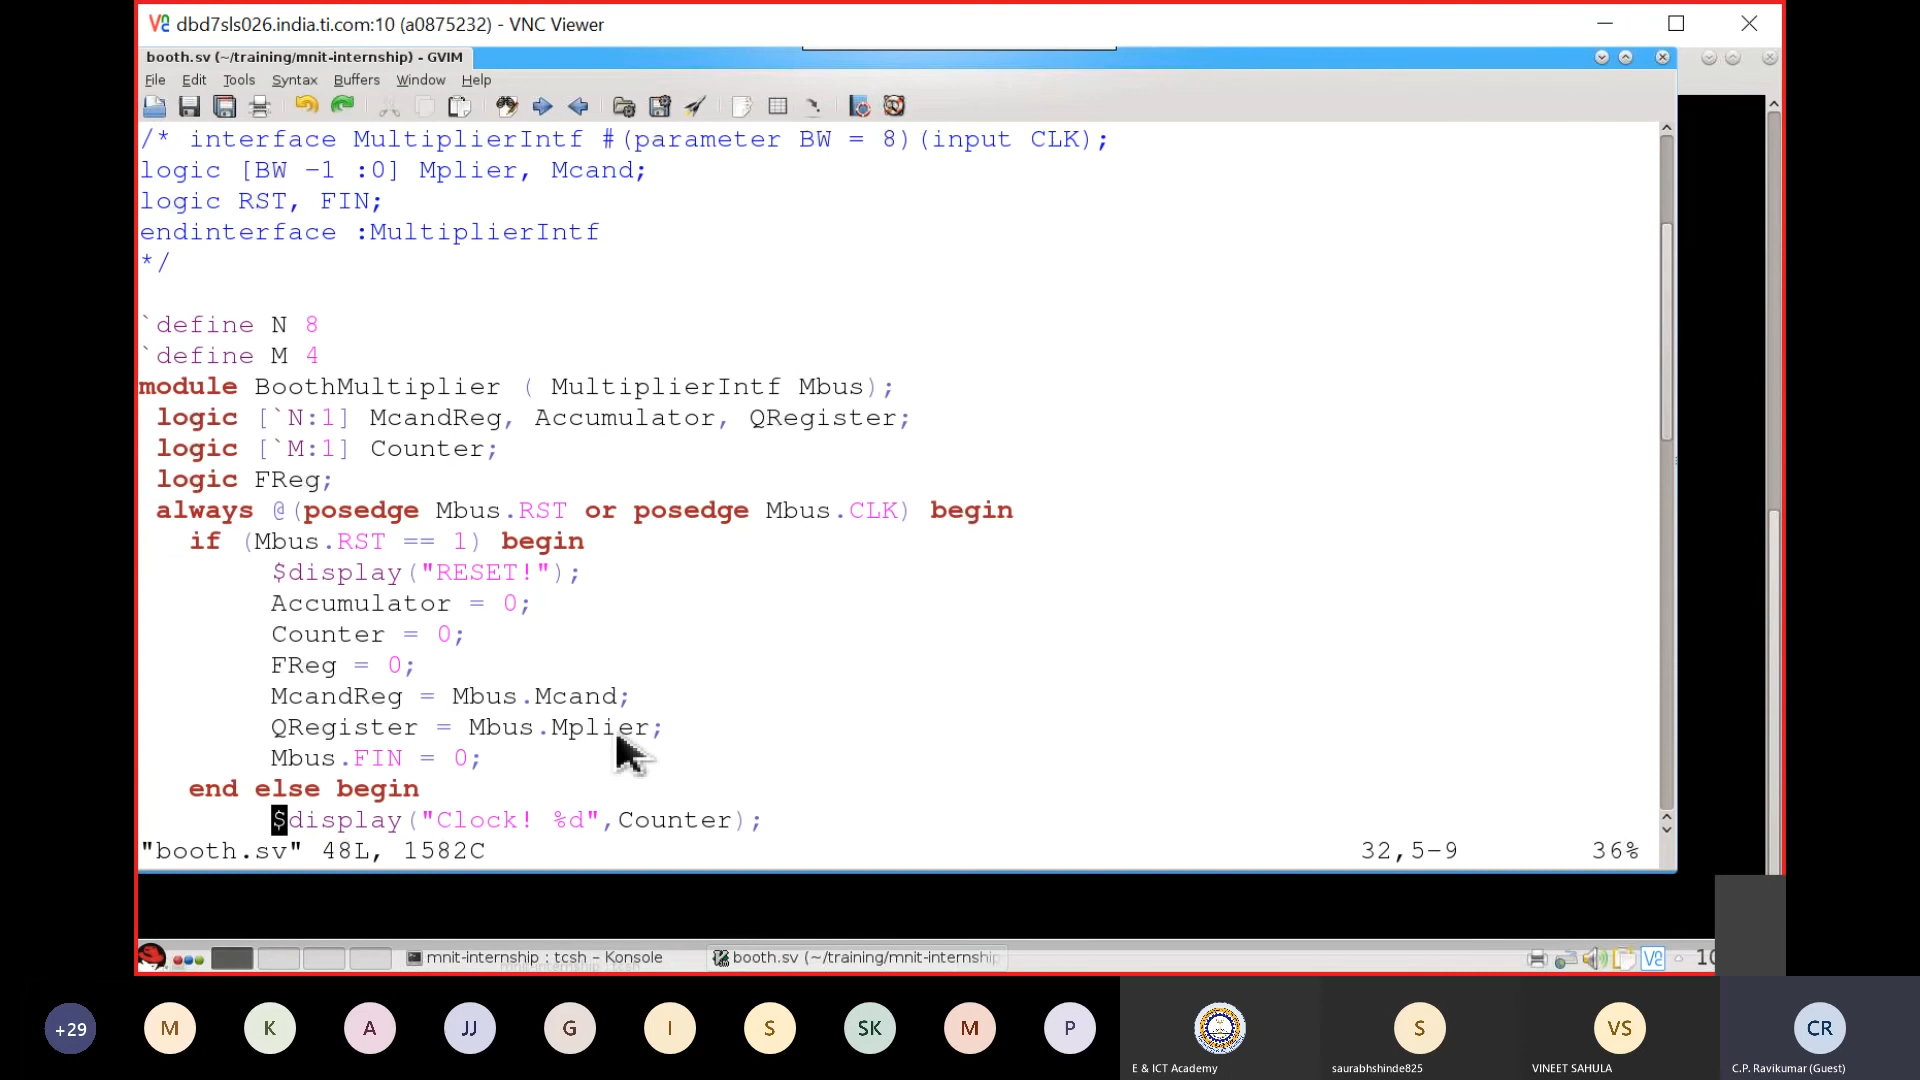 dbd7sls026.india.ti.com:10 (a0875232) - VNC Viewer
booth.sv (~/training/mnit-internship) - GVIM
File Edit Tools Syntax Buffers Window Help
/* interface MultiplierIntf #(parameter BW = 8)(input CLK);
logic [BW -1 :0] Mplier, Mcand;
logic RST, FIN;
endinterface :MultiplierIntf
*/
`define N 8
`define M 4
module BoothMultiplier ( MultiplierIntf Mbus);
logic [`N:1] McandReg, Accumulator, QRegister;
logic [`M:1] Counter;
logic FReg;
always @(posedge Mbus.RST or posedge Mbus.CLK) begin
if (Mbus.RST == 1) begin
$display("RESET!");
Accumulator = 0;
Counter = 0;
FReg = 0;
McandReg = Mbus.Mcand;
QRegister = Mbus.Mplier;
Mbus.FIN = 0;
end else begin
$display("Clock! %d",Counter);
"booth.sv" 48L, 1582C 32,5-9 36%
mnit-internship : tcsh - Konsole booth.sv (~/training/mnit-internship 10
+29 M K A JJ G I S SK M P S VS CR
E & ICT Academy saurabhshinde825 VINEET SAHULA C.P. Ravikumar (Guest)